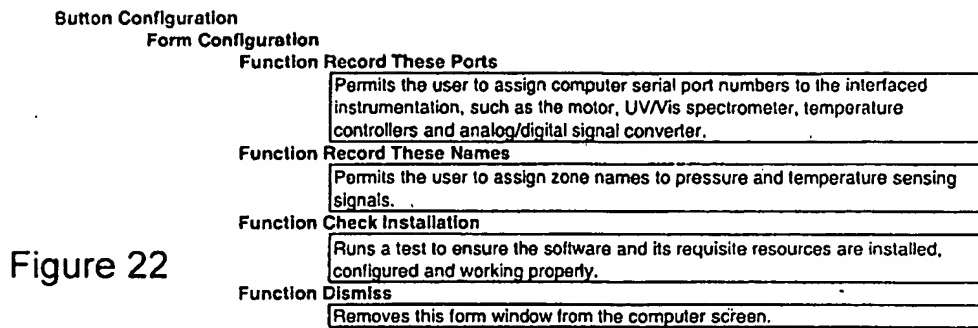 Button Configuration
Form Configuration
Function Record These Ports
Permits the user to assign computer serial port numbers to the interfaced
instrumentation, such as the motor, UV/Vis spectrometer, temperature
controllers and analog/digital signal converter.
Function Record These Names
Permits the user to assign zone names to pressure and temperature sensing
signals.
Function Check Installation
Runs a test to ensure the software and its requisite resources are installed,
configured and working properly.
Function Dismiss
Removes this form window from the computer screen.
Figure 22